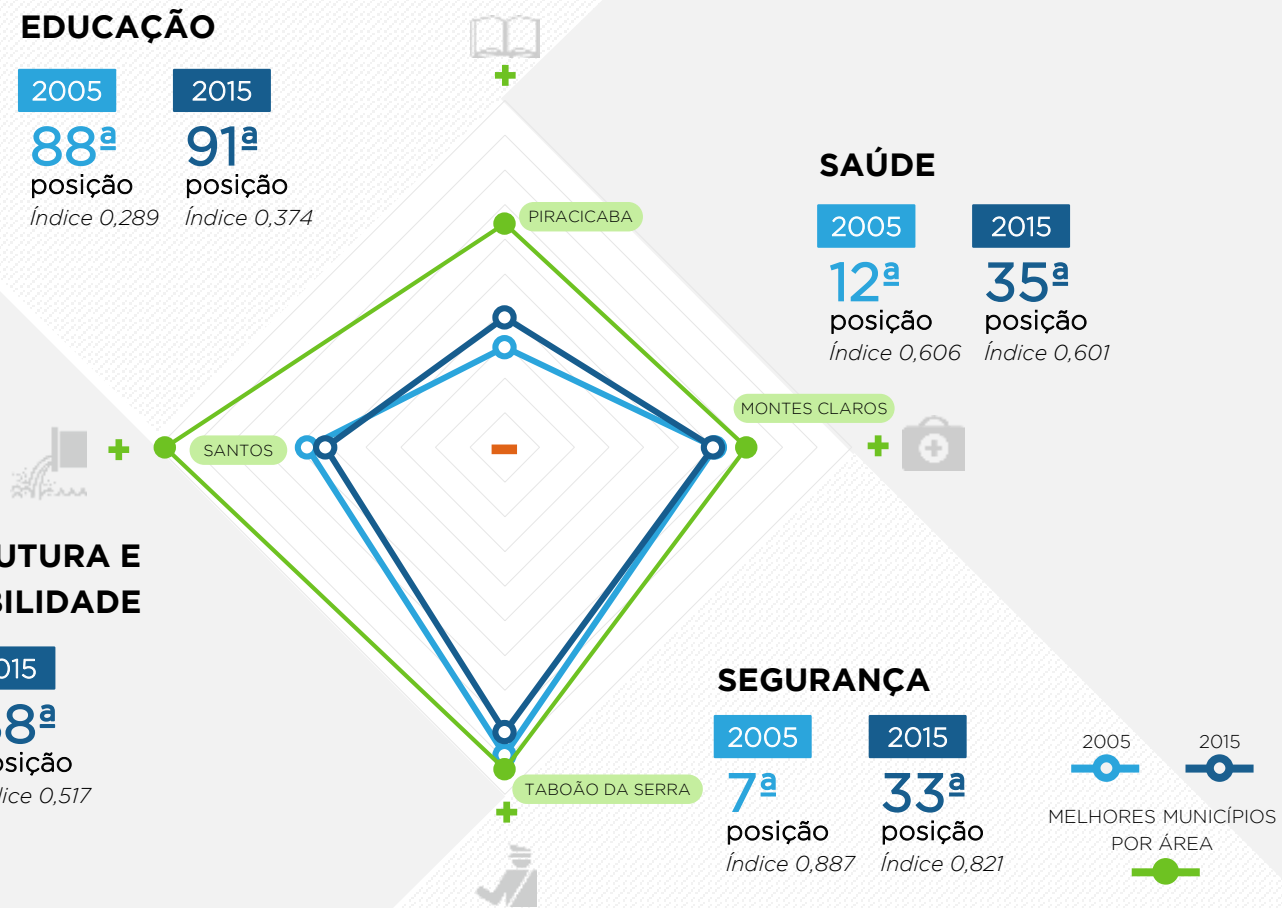 EDUCAÇÃO
2005 2015
88ª 91ª
posição posição
Índice 0,289 Índice 0,374
SAÚDE
2005 2015
12ª 35ª
posição posição
Índice 0,606 Índice 0,601
PIRACICABA
MONTES CLAROS
SANTOS
TABOÃO DA SERRA
UTURA E
BILIDADE
015
8ª
osição
dice 0,517
SEGURANÇA
2005 2015
7ª 33ª
posição posição
Índice 0,887 Índice 0,821
2005 2015
MELHORES MUNICÍPIOS
POR ÁREA